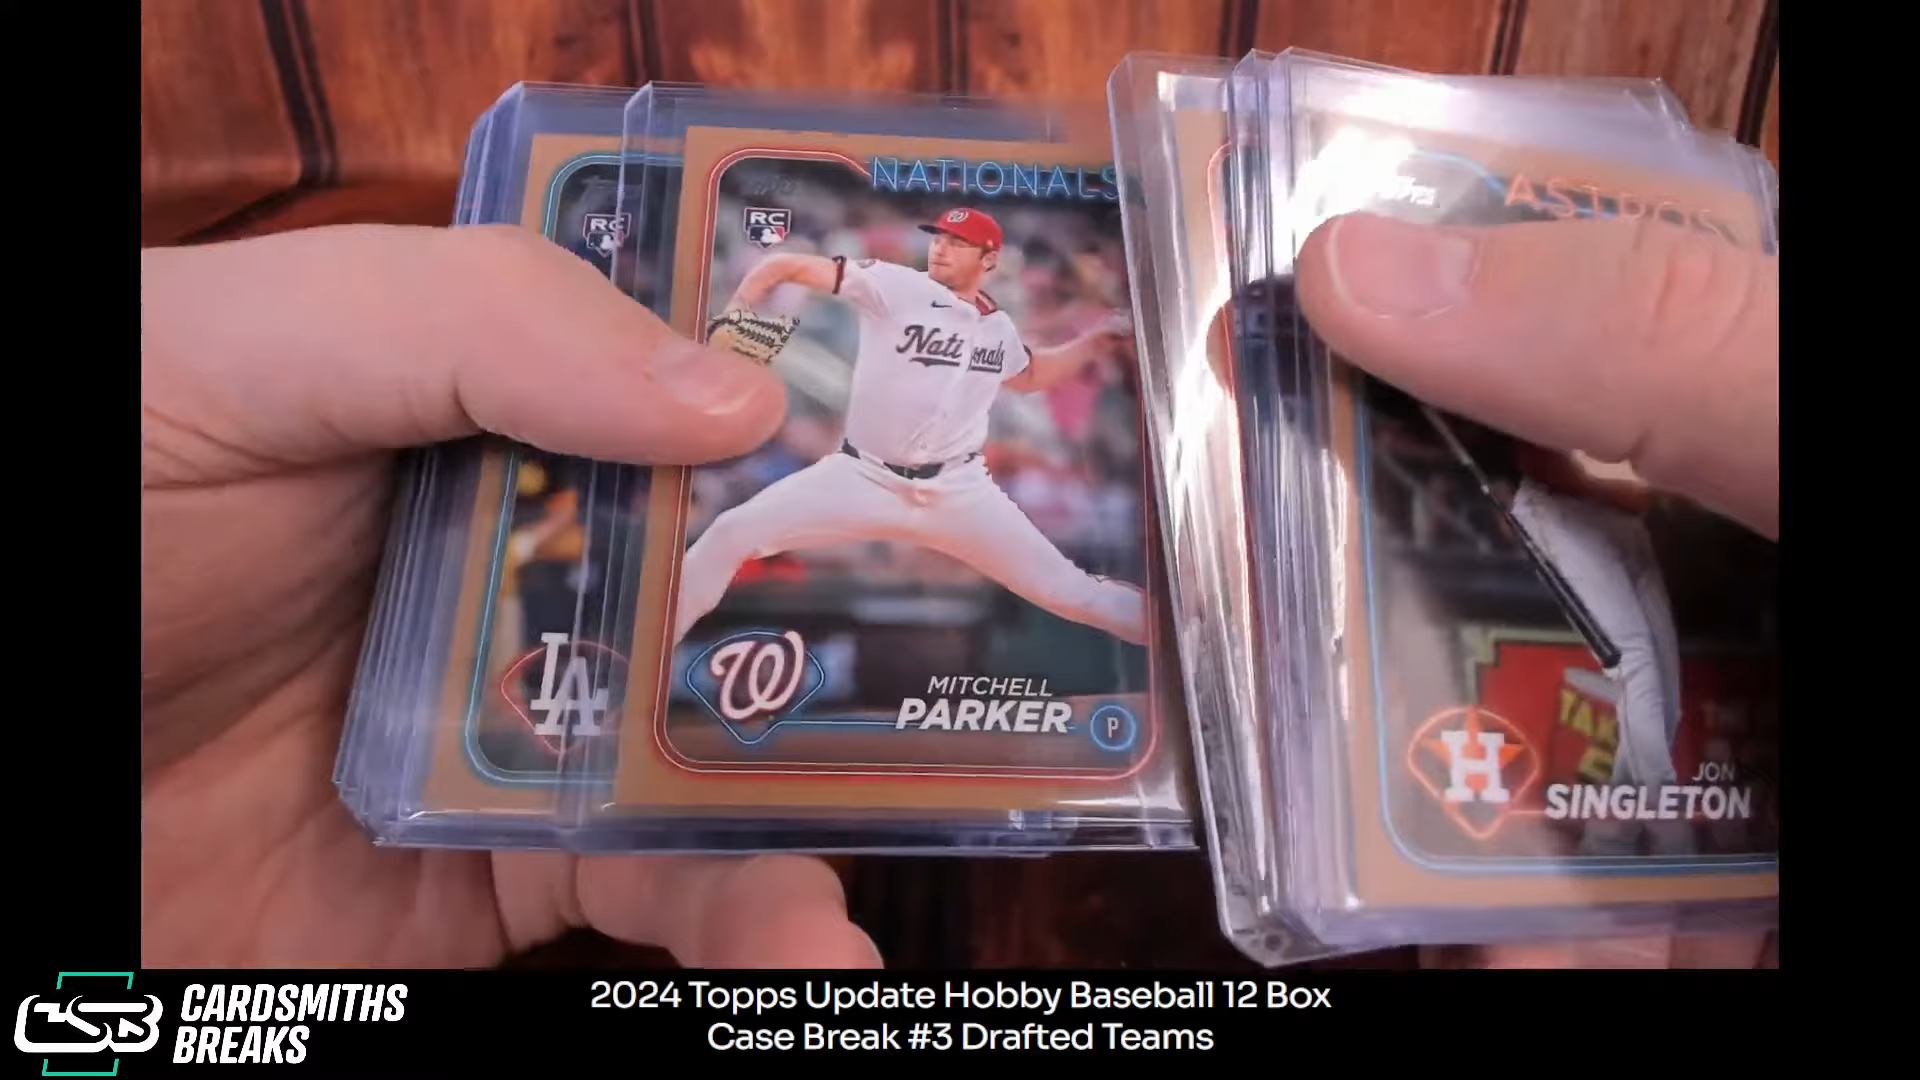 NATIONALS
ASTROS
RC
RC
Nationals
LA
W
MITCHELL
PARKER
P
H
JON
SINGLETON
CSB
CARDSMITHS
BREAKS
2024 Topps Update Hobby Baseball 12 Box
Case Break #3 Drafted Teams